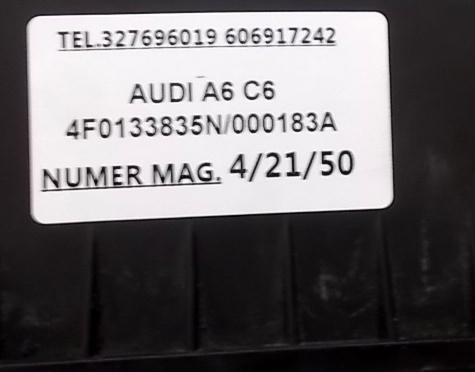 TEL.327696019 606917242
AUDI A6 C6
4F0133835N/000183A
NUMER MAG. 4/21/50